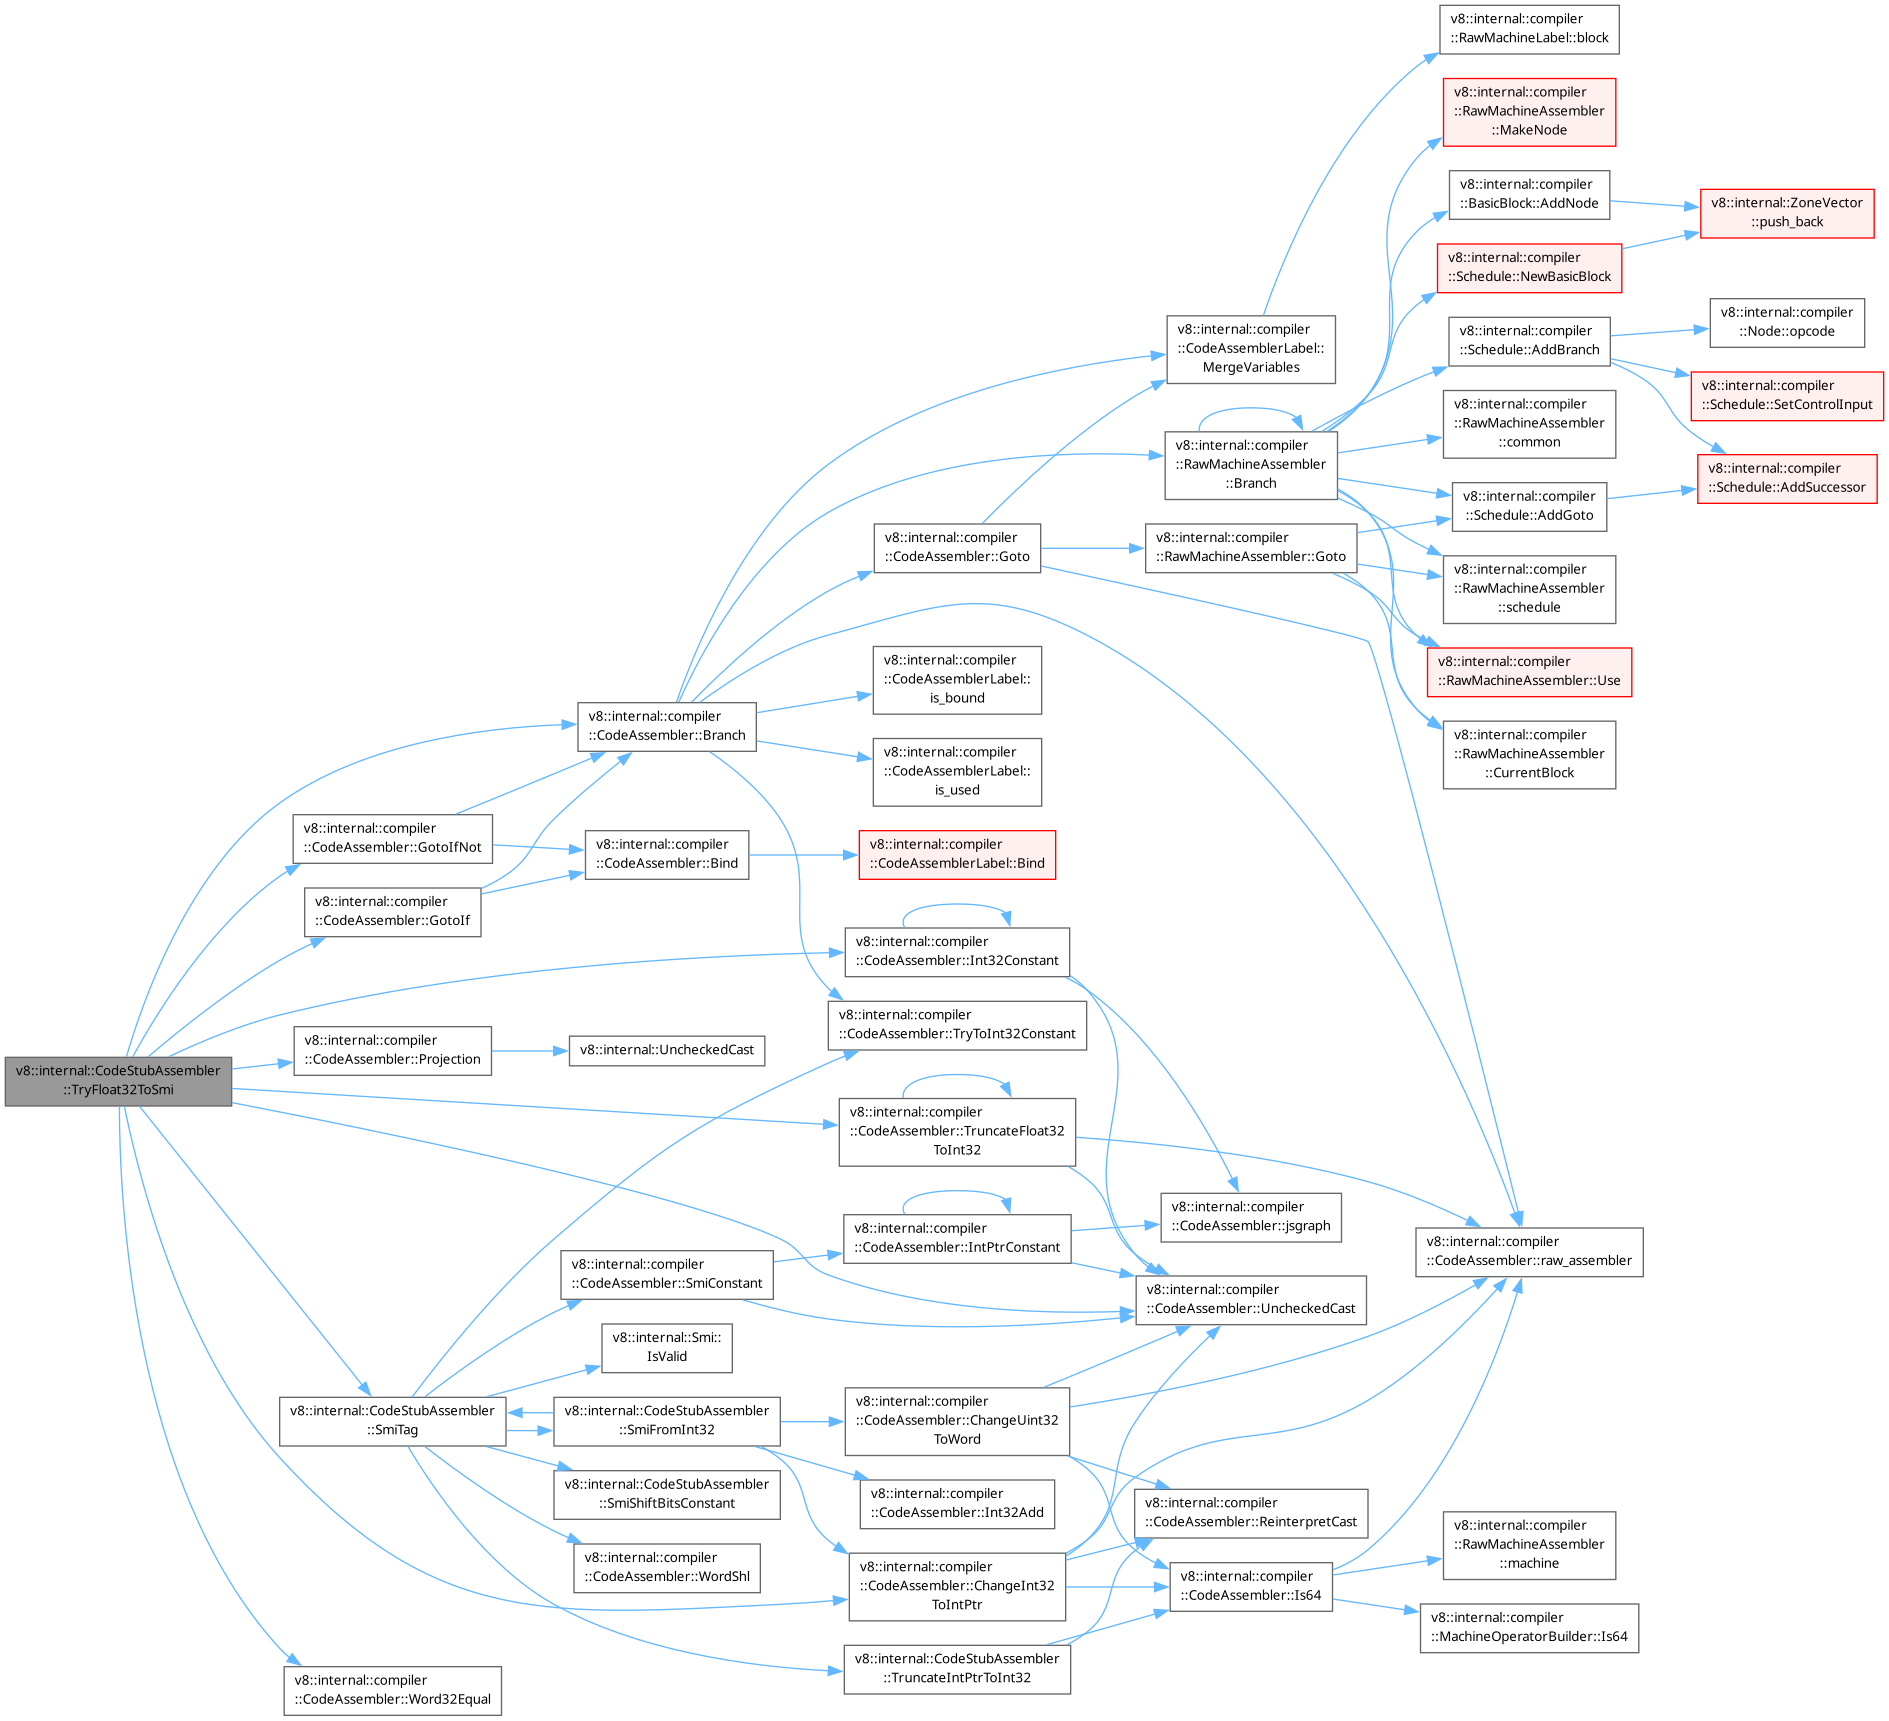 v8::internal::compiler
::RawMachineLabel::block
v8::internal::compiler
::RawMachineAssembler
::MakeNode
v8::internal::compiler
::BasicBlock::AddNode
v8::internal::ZoneVector
::push_back
v8::internal::compiler
::Schedule::NewBasicBlock
v8::internal::compiler
::Node::opcode
v8::internal::compiler
::CodeAssemblerLabel::
MergeVariables
v8::internal::compiler
::Schedule::AddBranch
v8::internal::compiler
::Schedule::SetControlInput
v8::internal::compiler
::RawMachineAssembler
::common
v8::internal::compiler
::RawMachineAssembler
::Branch
v8::internal::compiler
::Schedule::AddSuccessor
v8::internal::compiler
::Schedule::AddGoto
v8::internal::compiler
::CodeAssembler::Goto
v8::internal::compiler
::RawMachineAssembler::Goto
v8::internal::compiler
::RawMachineAssembler
::schedule
v8::internal::compiler
::CodeAssemblerLabel::
is_bound
v8::internal::compiler
::RawMachineAssembler::Use
v8::internal::compiler
::CodeAssembler::Branch
v8::internal::compiler
::RawMachineAssembler
::CurrentBlock
v8::internal::compiler
::CodeAssemblerLabel::
is_used
v8::internal::compiler
::CodeAssembler::GotoIfNot
v8::internal::compiler
::CodeAssembler::Bind
v8::internal::compiler
::CodeAssemblerLabel::Bind
v8::internal::compiler
::CodeAssembler::GotoIf
v8::internal::compiler
::CodeAssembler::Int32Constant
v8::internal::compiler
::CodeAssembler::TryToInt32Constant
v8::internal::compiler
::CodeAssembler::Projection
v8::internal::UncheckedCast
v8::internal::CodeStubAssembler
::TryFloat32ToSmi
v8::internal::compiler
::CodeAssembler::TruncateFloat32
ToInt32
v8::internal::compiler
::CodeAssembler::jsgraph
v8::internal::compiler
::CodeAssembler::IntPtrConstant
v8::internal::compiler
::CodeAssembler::raw_assembler
v8::internal::compiler
::CodeAssembler::SmiConstant
v8::internal::compiler
::CodeAssembler::UncheckedCast
v8::internal::Smi::
IsValid
v8::internal::CodeStubAssembler
::SmiTag
v8::internal::CodeStubAssembler
::SmiFromInt32
v8::internal::compiler
::CodeAssembler::ChangeUint32
ToWord
v8::internal::CodeStubAssembler
::SmiShiftBitsConstant
v8::internal::compiler
::CodeAssembler::Int32Add
v8::internal::compiler
::CodeAssembler::ReinterpretCast
v8::internal::compiler
::RawMachineAssembler
::machine
v8::internal::compiler
::CodeAssembler::WordShl
v8::internal::compiler
::CodeAssembler::ChangeInt32
ToIntPtr
v8::internal::compiler
::CodeAssembler::Is64
v8::internal::compiler
::MachineOperatorBuilder::Is64
v8::internal::CodeStubAssembler
::TruncateIntPtrToInt32
v8::internal::compiler
::CodeAssembler::Word32Equal